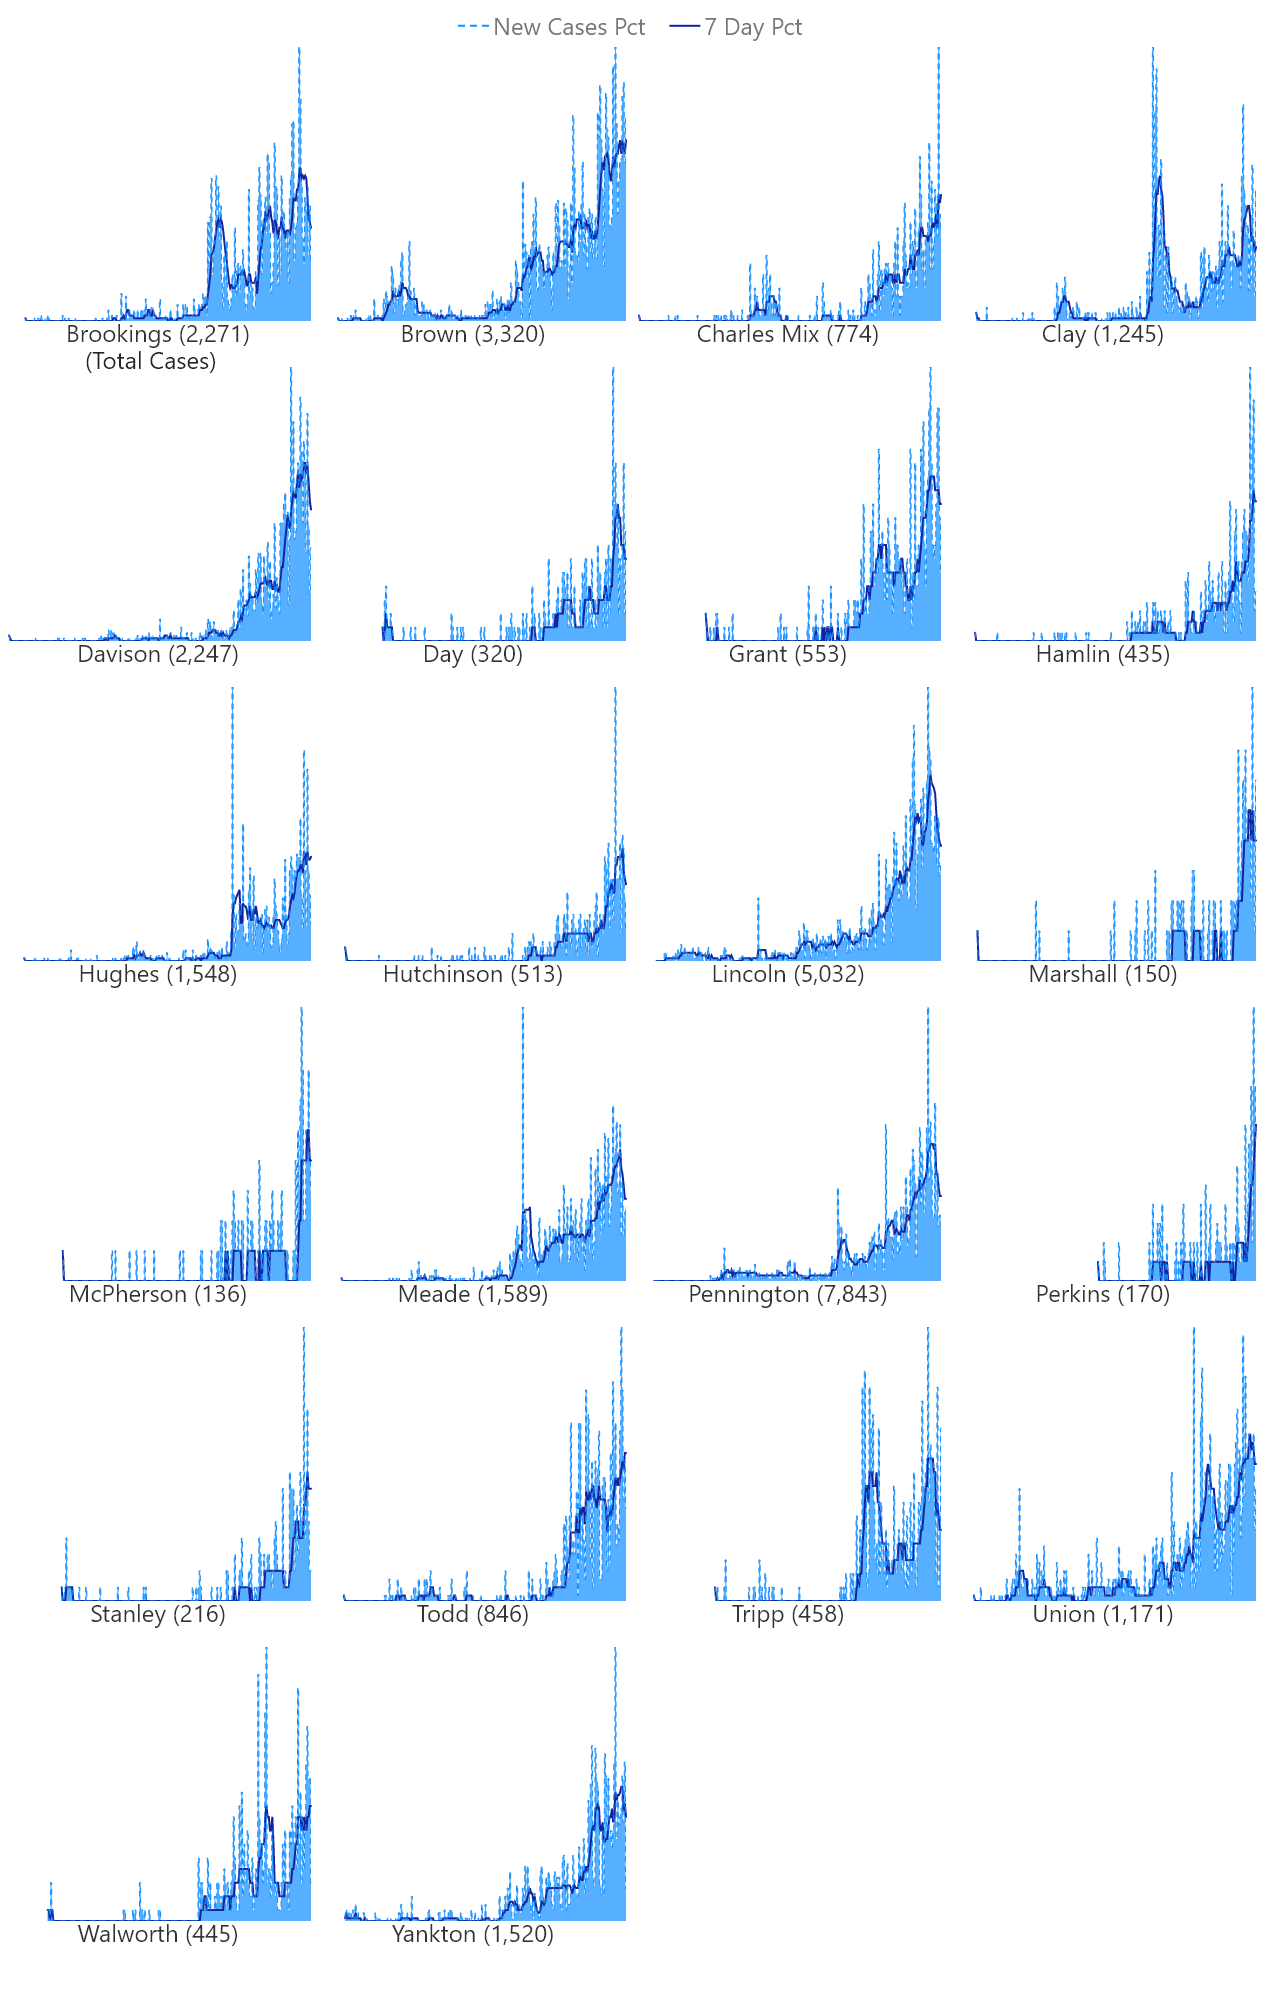 New Cases Pct 7 Day Pct
Brookings (2,271) Brown (3,320) Charles Mix (774) Clay (1,245)
(Total Cases)
Davison (2,247) Day (320) Grant (553) Hamlin (435)
Hughes (1,548) Hutchinson (513) Lincoln (5,032) Marshall (150)
McPherson (136) Meade (1,589) Pennington (7,843) Perkins (170)
Stanley (216) Todd (846) Tripp (458) Union (1,171)
Walworth (445) Yankton (1,520)